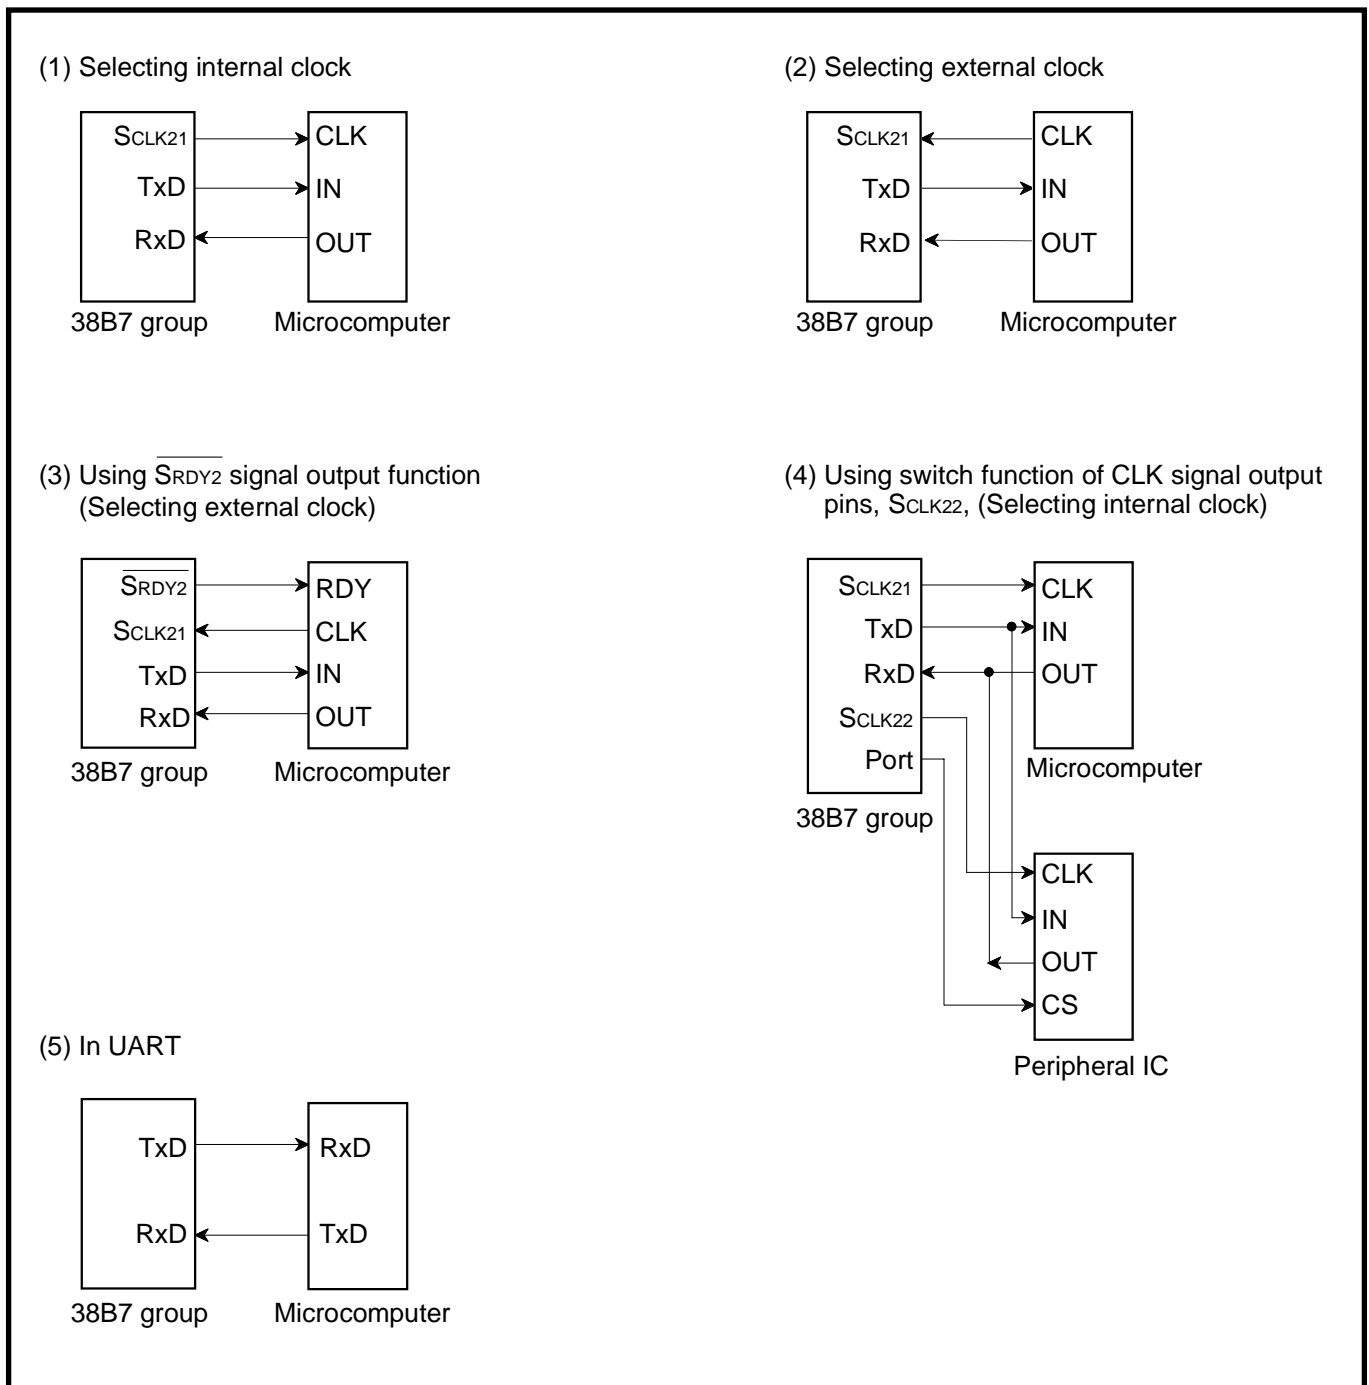 (1) Selecting internal clock
SCLK21 CLK
TxD IN
RxD OUT
38B7 group Microcomputer
(2) Selecting external clock
SCLK21 CLK
TxD IN
RxD OUT
38B7 group Microcomputer
(3) Using S̅R̅D̅Y̅2̅ signal output function
(Selecting external clock)
S̅R̅D̅Y̅2̅ RDY
SCLK21 CLK
TxD IN
RxD OUT
38B7 group Microcomputer
(4) Using switch function of CLK signal output
pins, SCLK22, (Selecting internal clock)
SCLK21 CLK
TxD IN
RxD OUT
SCLK22
Port
Microcomputer
38B7 group
CLK
IN
OUT
CS
Peripheral IC
(5) In UART
TxD RxD
RxD TxD
38B7 group Microcomputer